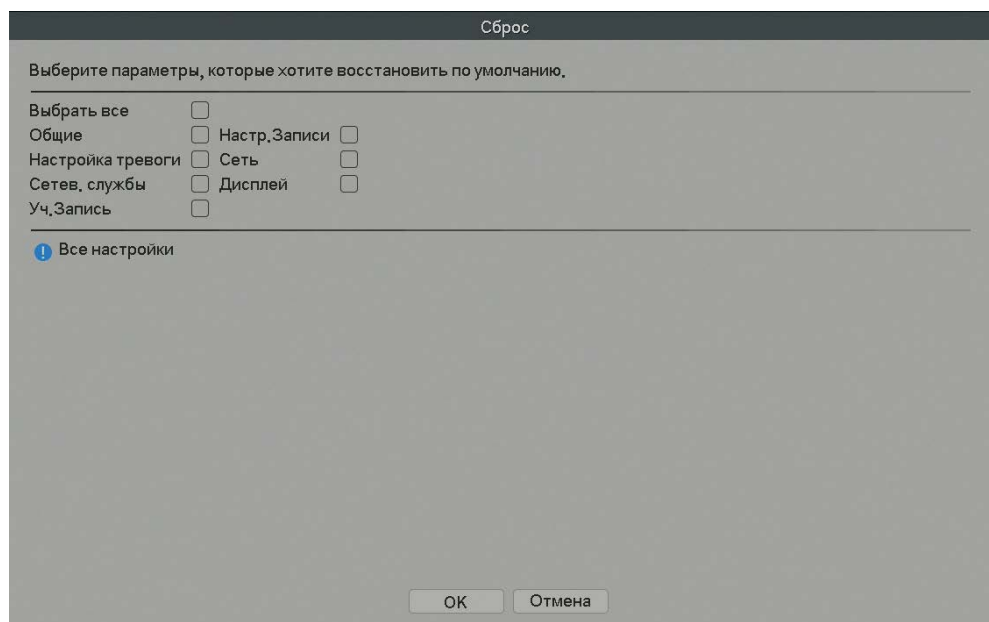 Сброс
Выберите параметры, которые хотите восстановить по умолчанию.
Выбрать все
Общие Настр.Записи
Настройка тревоги Сеть
Сетев. службы Дисплей
Уч.Запись
! Все настройки
OK Отмена